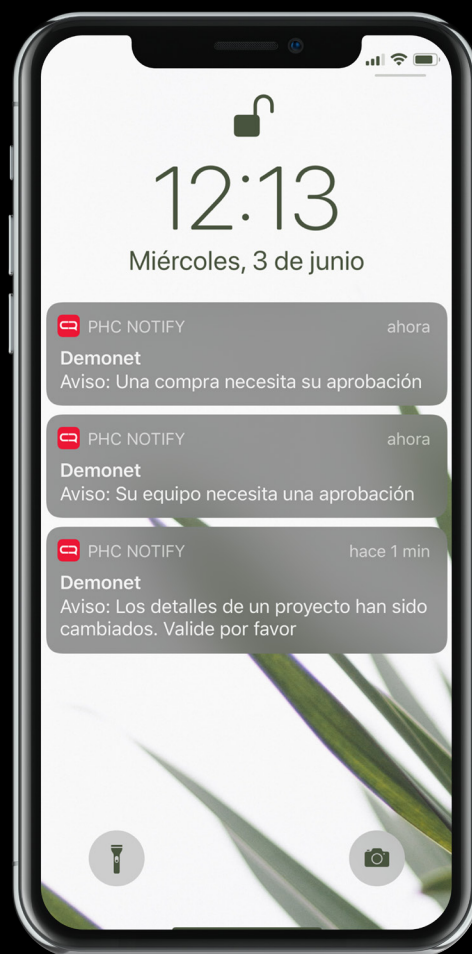 12:13
Miércoles, 3 de junio
PHC NOTIFY ahora
Demonet
Aviso: Una compra necesita su aprobación
PHC NOTIFY ahora
Demonet
Aviso: Su equipo necesita una aprobación
PHC NOTIFY hace 1 min
Demonet
Aviso: Los detalles de un proyecto han sido
cambiados. Valide por favor